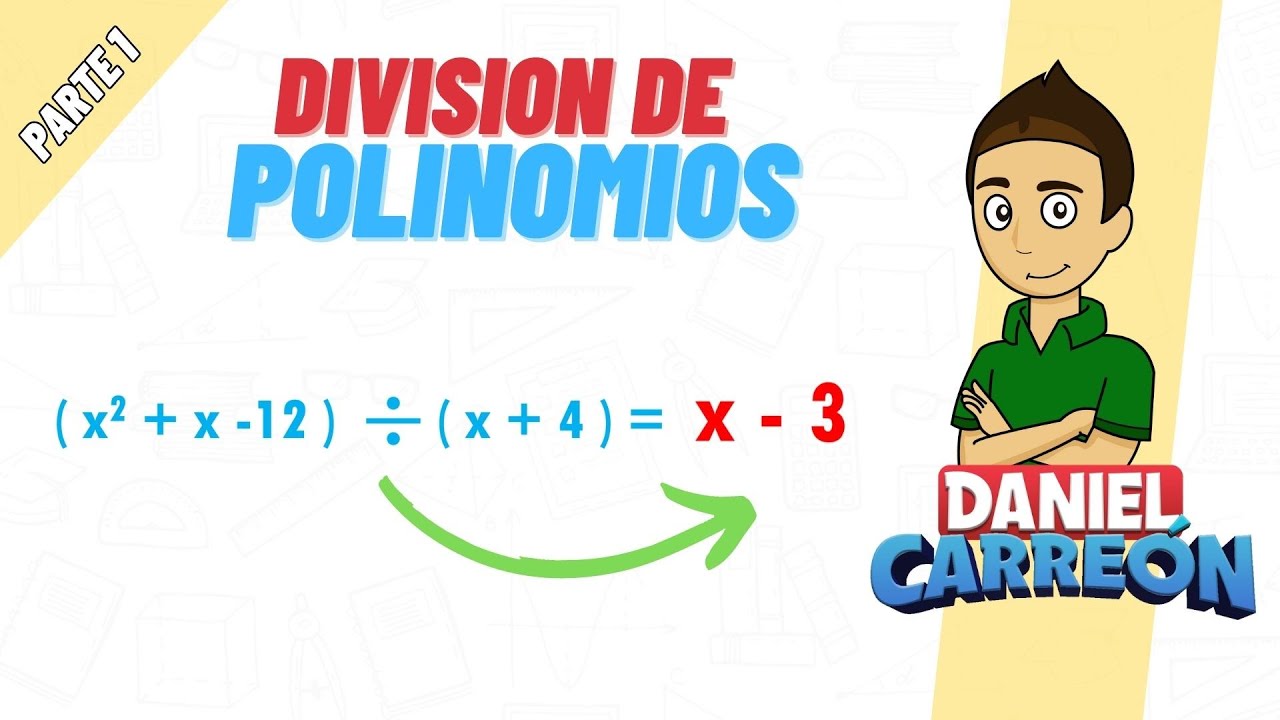 PARTE 1
DIVISION DE
POLINOMIOS
( x² + x -12 ) ÷ ( x + 4 ) = x - 3
DANIEL
CARREÓN